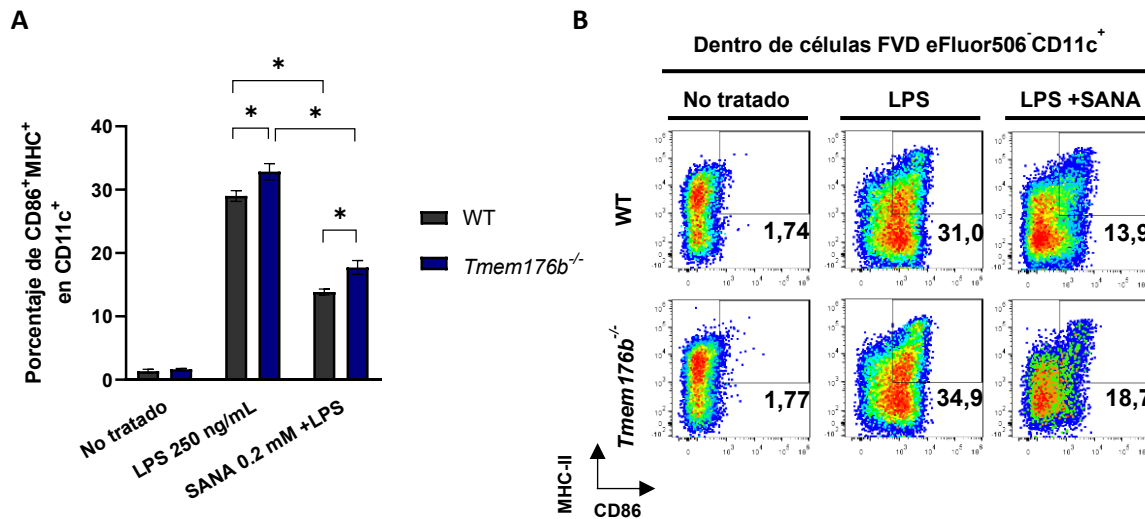 A
*
*
*
*
40
30
20
10
0
Porcentaje de CD86+MHC+
en CD11c+
No tratado
LPS 250 ng/mL
SANA 0.2 mM +LPS
WT
Tmem176b-/-
B
Dentro de células FVD eFluor506-CD11c+
No tratado
LPS
LPS +SANA
WT
1,74
31,0
13,9
Tmem176b-/-
1,77
34,9
18,7
MHC-II
CD86